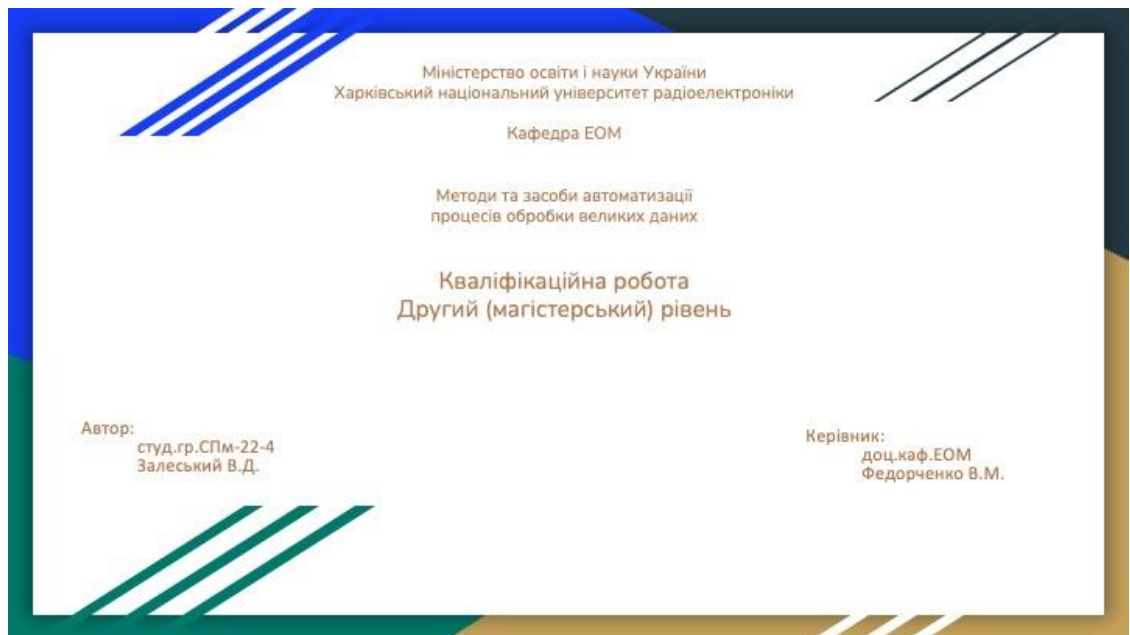 Міністерство освіти і науки України
Харківський національний університет радіоелектроніки
Кафедра ЕОМ
Методи та засоби автоматизації
процесів обробки великих даних
Кваліфікаційна робота
Другий (магістерський) рівень
Автор:
студ.гр.СПм-22-4
Залеський В.Д.
Керівник:
доц.каф.ЕОМ
Федорченко В.М.